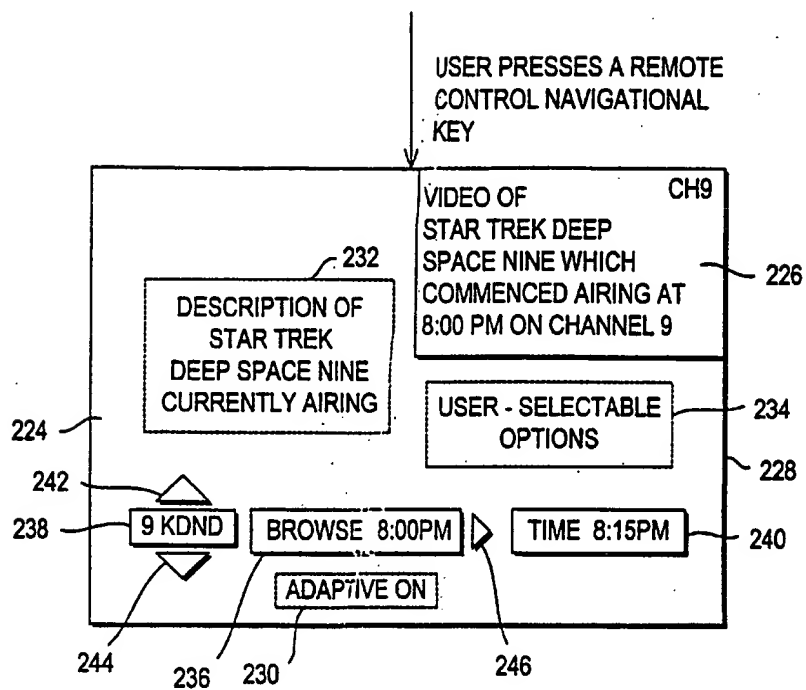 USER PRESSES A REMOTE
CONTROL NAVIGATIONAL
KEY
CH9
VIDEO OF
STAR TREK DEEP
SPACE NINE WHICH
COMMENCED AIRING AT
8:00 PM ON CHANNEL 9
226
232
DESCRIPTION OF
STAR TREK
DEEP SPACE NINE
CURRENTLY AIRING
USER - SELECTABLE
OPTIONS
234
224
228
242
238
9 KDND
BROWSE 8:00PM
TIME 8:15PM
240
ADAPTIVE ON
244
236
230
246